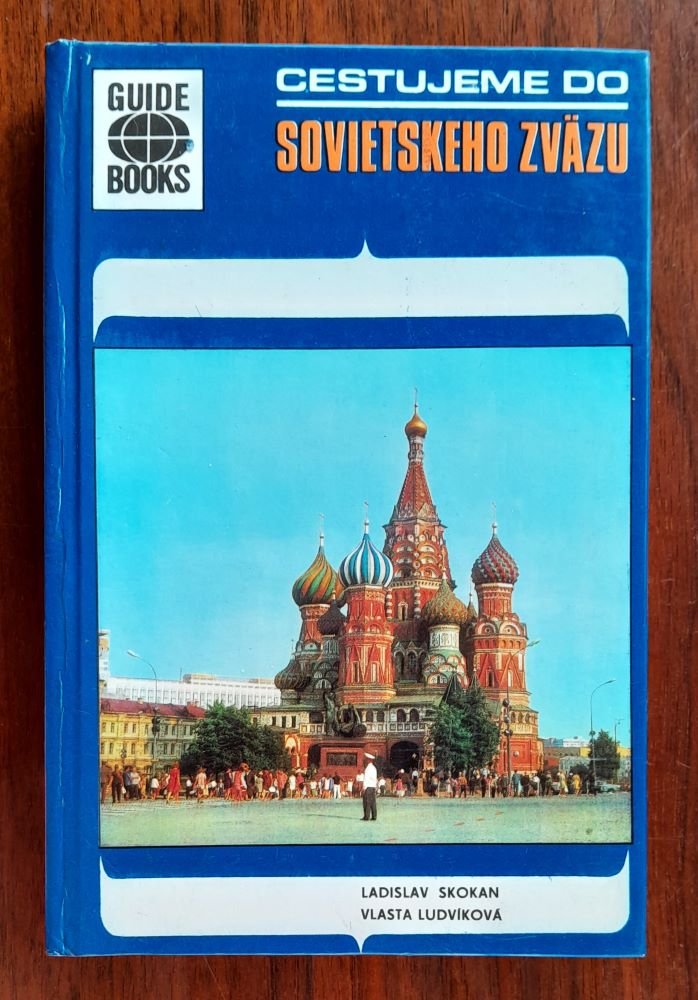 GUIDE
BOOKS
CESTUJEME DO
SOVIETSKEHO ZVÄZU
LADISLAV SKOKAN
VLASTA LUDVÍKOVÁ